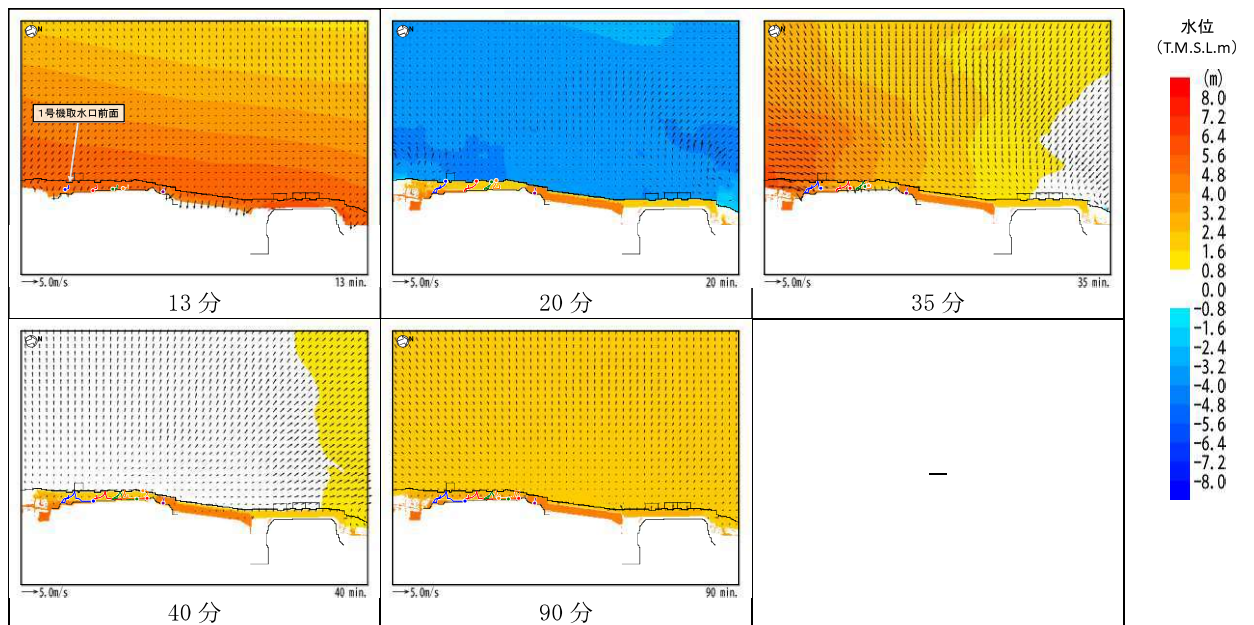 N
1号機取水口前面
→5.0m/s
13 min.
13 分
N
→5.0m/s
20 min.
20 分
N
→5.0m/s
35 min.
35 分
N
→5.0m/s
40 min.
40 分
N
→5.0m/s
90 min.
90 分
—
水位
(T.M.S.L.m)
(m)
8.0
7.2
6.4
5.6
4.8
4.0
3.2
2.4
1.6
0.8
0.0
-0.8
-1.6
-2.4
-3.2
-4.0
-4.8
-5.6
-6.4
-7.2
-8.0